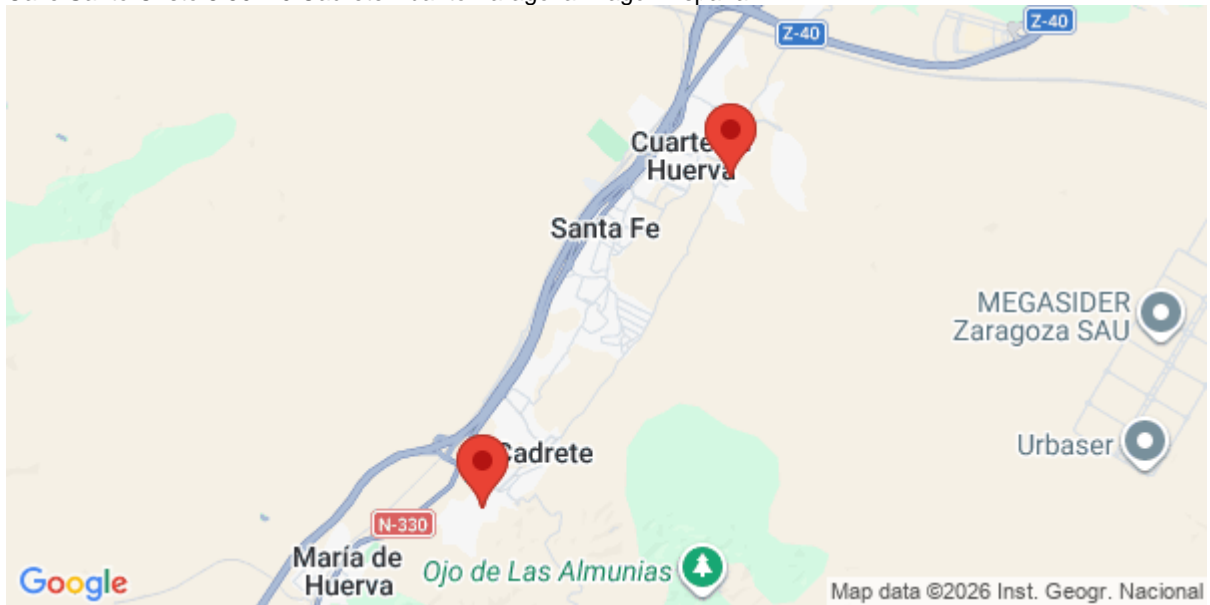 Z-40
Z-40
Cuarte
Huerva
Santa Fe
MEGASIDER
Zaragoza SAU
Urbaser
Cadrete
N-330
María de
Huerva
Ojo de Las Almunias
Google
Map data ©2026 Inst. Geogr. Nacional